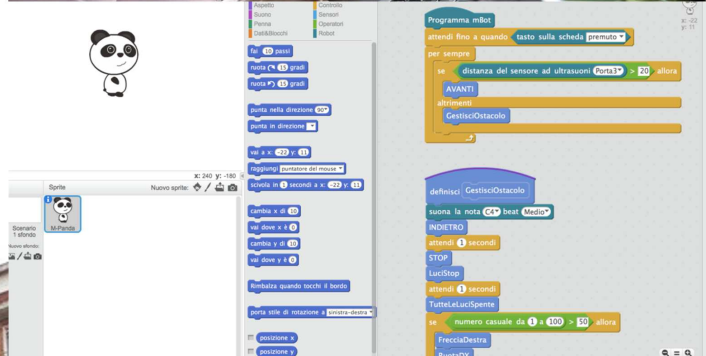 Aspetto
Suono
Penna
Dati&Blocchi
Controllo
Sensori
Operatori
Robot
x: 240 y: -180
Sprite
Nuovo sprite:
M-Panda
Scenario
1 sfondo
Nuovo sfondo:
fai 10 passi
ruota 15 gradi
ruota 15 gradi
punta nella direzione 90
punta in direzione
vai a x: -22 y: 11
raggiungi puntatore del mouse
scivola in 1 secondi a x: -22 y: 11
cambia x di 10
vai dove x è 0
cambia y di 10
vai dove y è 0
Rimbalza quando tocchi il bordo
porta stile di rotazione a sinistra-destra
posizione x
posizione y
x: -22
y: 11
Programma mBot
attendi fino a quando tasto sulla scheda premuto
per sempre
se distanza del sensore ad ultrasuoni Porta3 > 20 allora
AVANTI
altrimenti
GestisciOstacolo
definisci GestisciOstacolo
suona la nota C4 beat Medio
INDIETRO
attendi 1 secondi
STOP
LuciStop
attendi 1 secondi
TutteLeLuciSpente
se numero casuale da 1 a 100 > 50 allora
FrecciaDestra
RuotaDX